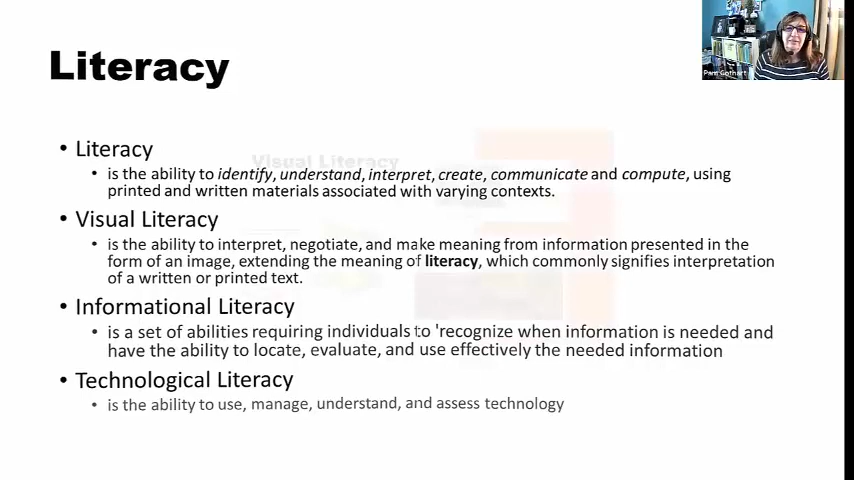 Literacy
Pam Gothart
• Literacy
• is the ability to identify, understand, interpret, create, communicate and compute, using
printed and written materials associated with varying contexts.
Visual Literacy
• Visual Literacy
• is the ability to interpret, negotiate, and make meaning from information presented in the
form of an image, extending the meaning of literacy, which commonly signifies interpretation
of a written or printed text.
• Informational Literacy
• is a set of abilities requiring individuals to 'recognize when information is needed and
have the ability to locate, evaluate, and use effectively the needed information
• Technological Literacy
• is the ability to use, manage, understand, and assess technology